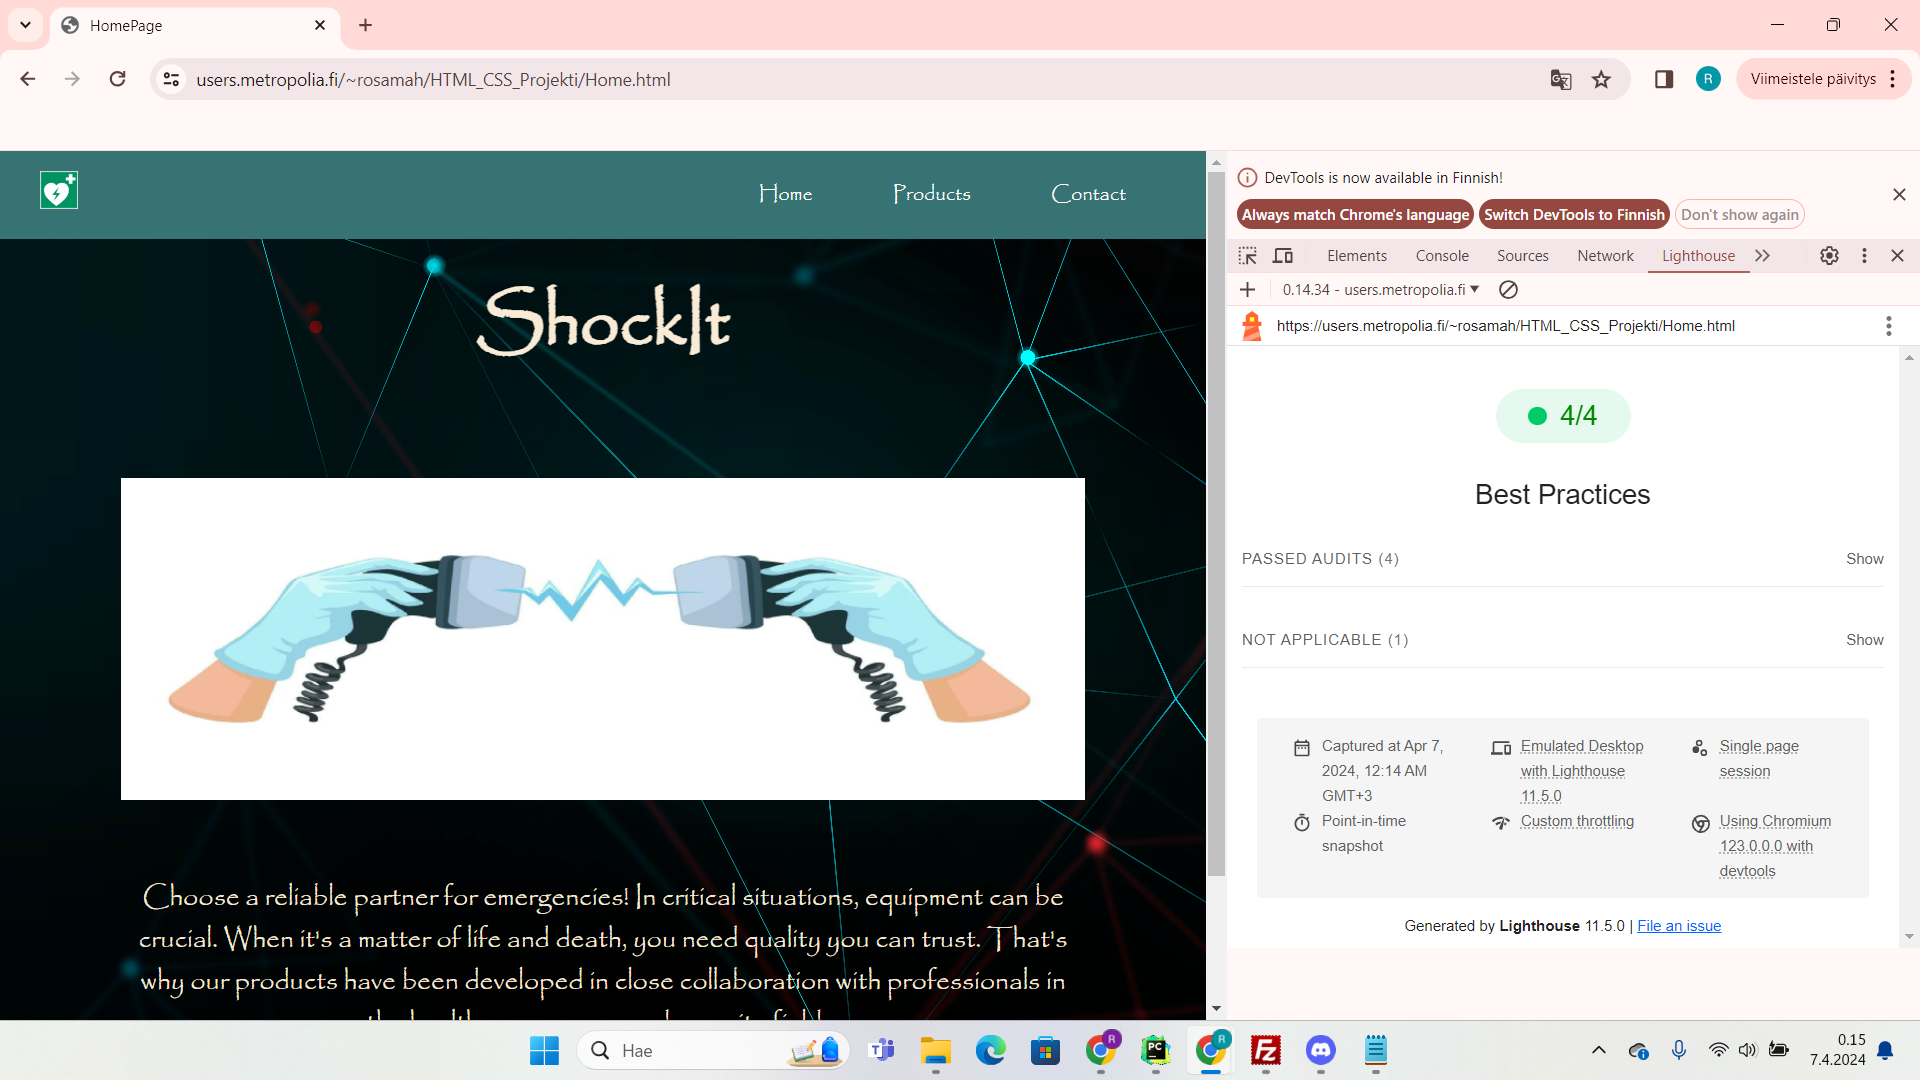 HomePage
users.metropolia.fi/~rosamah/HTML_CSS_Projekti/Home.html
R
Viimeistele päivitys
Home Products Contact
ShockIt
Choose a reliable partner for emergencies! In critical situations, equipment can be
crucial. When it's a matter of life and death, you need quality you can trust. That's
why our products have been developed in close collaboration with professionals in
DevTools is now available in Finnish!
Always match Chrome's language Switch DevTools to Finnish Don't show again
Elements Console Sources Network Lighthouse
0.14.34 - users.metropolia.fi
https://users.metropolia.fi/~rosamah/HTML_CSS_Projekti/Home.html
4/4
Best Practices
PASSED AUDITS (4) Show
NOT APPLICABLE (1) Show
Captured at Apr 7,
2024, 12:14 AM
GMT+3
Emulated Desktop
with Lighthouse
11.5.0
Single page
session
Point-in-time
snapshot
Custom throttling
Using Chromium
123.0.0.0 with
devtools
Generated by Lighthouse 11.5.0 | File an issue
Hae
R
PC
R
Fz
0.15
7.4.2024